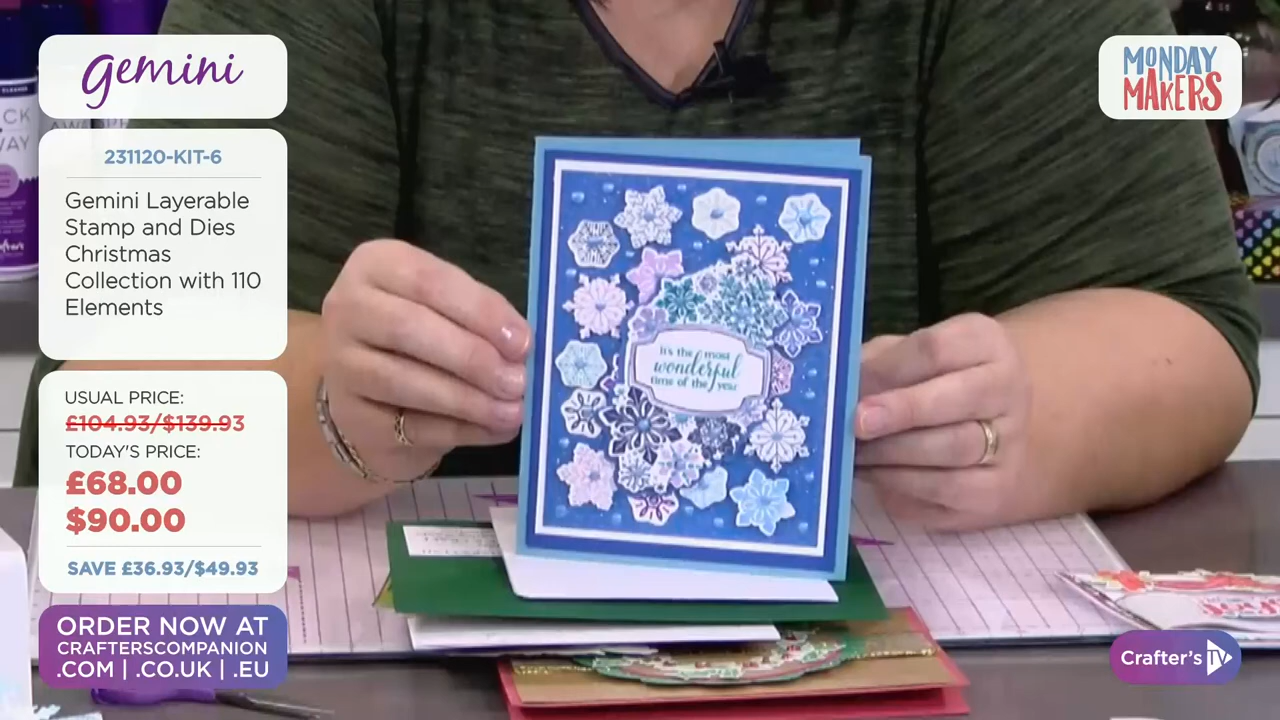 gemini
MONDAY
MAKERS
231120-KIT-6
Gemini Layerable
Stamp and Dies
Christmas
Collection with 110
Elements
USUAL PRICE:
£104.93/$139.93
TODAY'S PRICE:
£68.00
$90.00
SAVE £36.93/$49.93
ORDER NOW AT
CRAFTERSCOMPANION
.COM | .CO.UK | .EU
it's the most
wonderful
time of the year
Crafter's TV